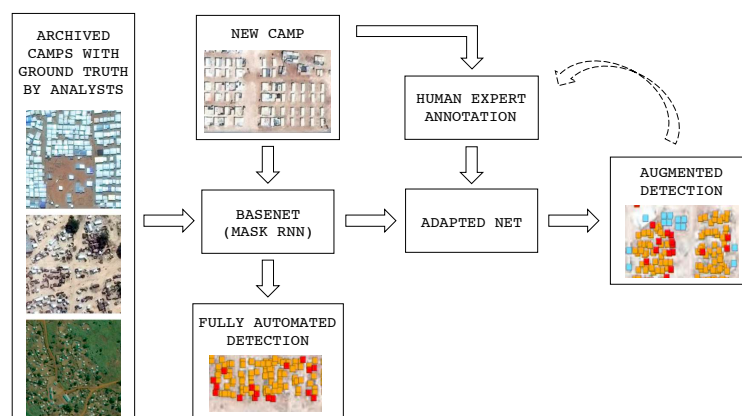 ARCHIVED
CAMPS WITH
GROUND TRUTH
BY ANALYSTS
NEW CAMP
HUMAN EXPERT
ANNOTATION
BASENET
(MASK RNN)
ADAPTED NET
AUGMENTED
DETECTION
FULLY AUTOMATED
DETECTION